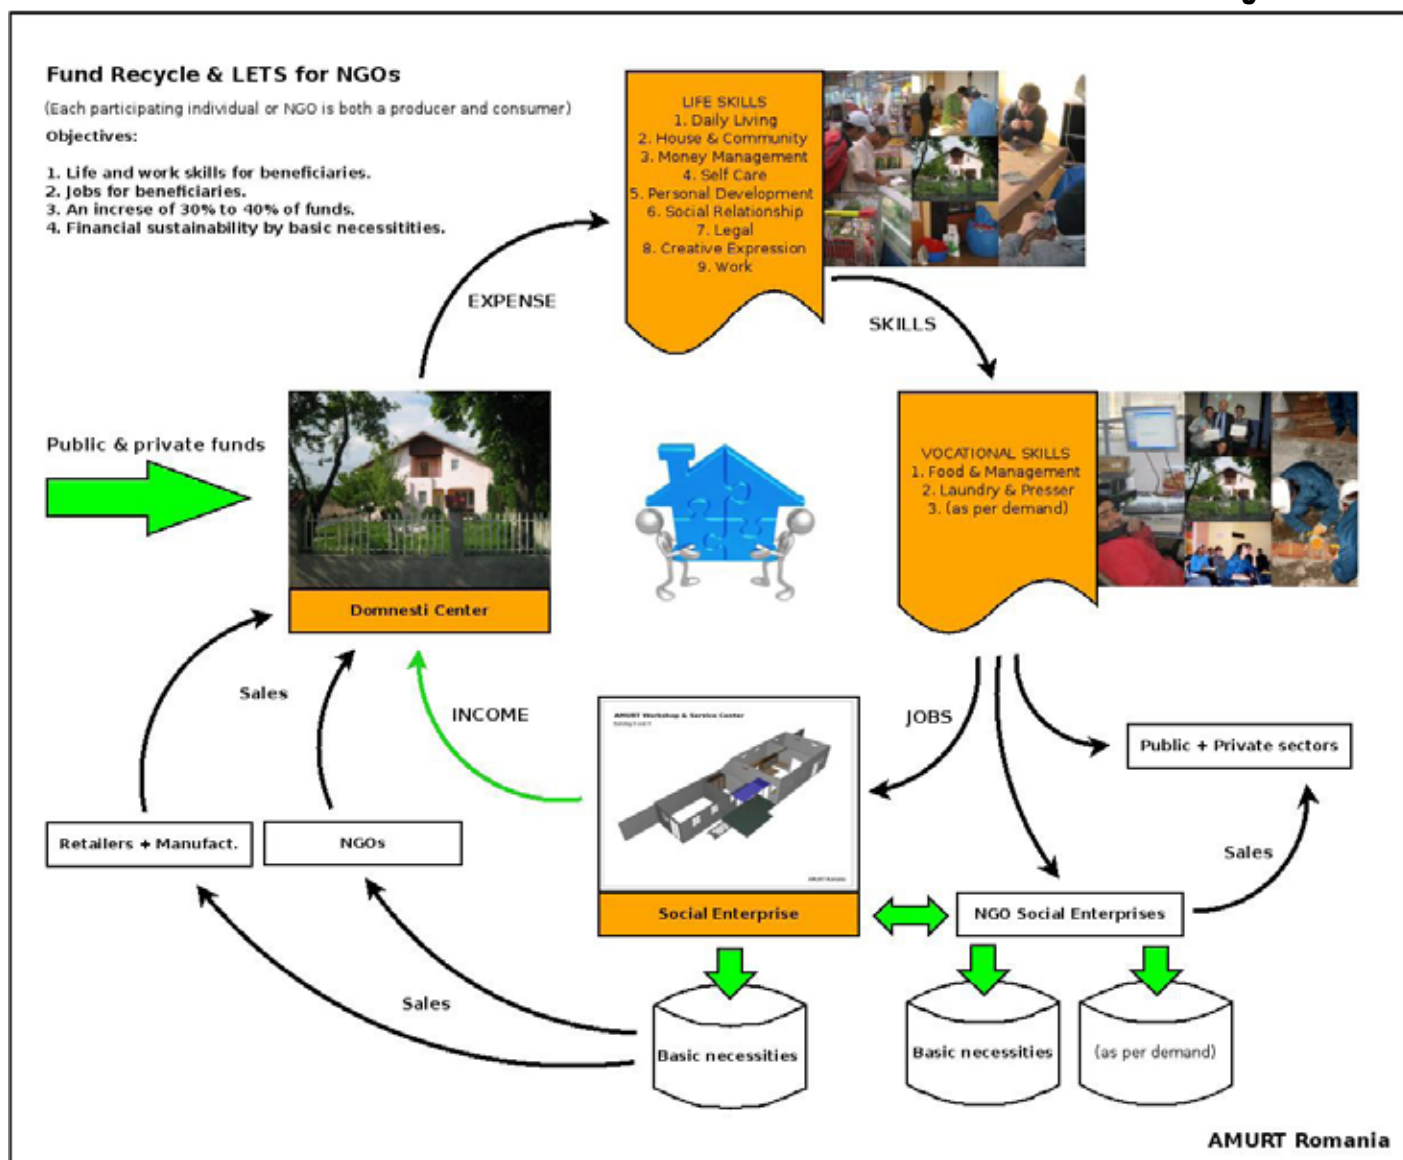 Fund Recycle & LETS for NGOs
(Each participating individual or NGO is both a producer and consumer)
Objectives:
1. Life and work skills for beneficiaries.
2. Jobs for beneficiaries.
3. An increse of 30% to 40% of funds.
4. Financial sustainability by basic necessitities.
LIFE SKILLS
1. Daily Living
2. House & Community
3. Money Management
4. Self Care
5. Personal Development
6. Social Relationship
7. Legal
8. Creative Expression
9. Work
EXPENSE
SKILLS
Public & private funds
Domnesti Center
VOCATIONAL SKILLS
1. Food & Management
2. Laundry & Presser
3. (as per demand)
Sales
INCOME
JOBS
AMURT Workshop & Service Center
Public + Private sectors
Retailers + Manufact.
NGOs
Sales
AMURT Romania
Social Enterprise
NGO Social Enterprises
Sales
Basic necessities
Basic necessities
(as per demand)
AMURT Romania